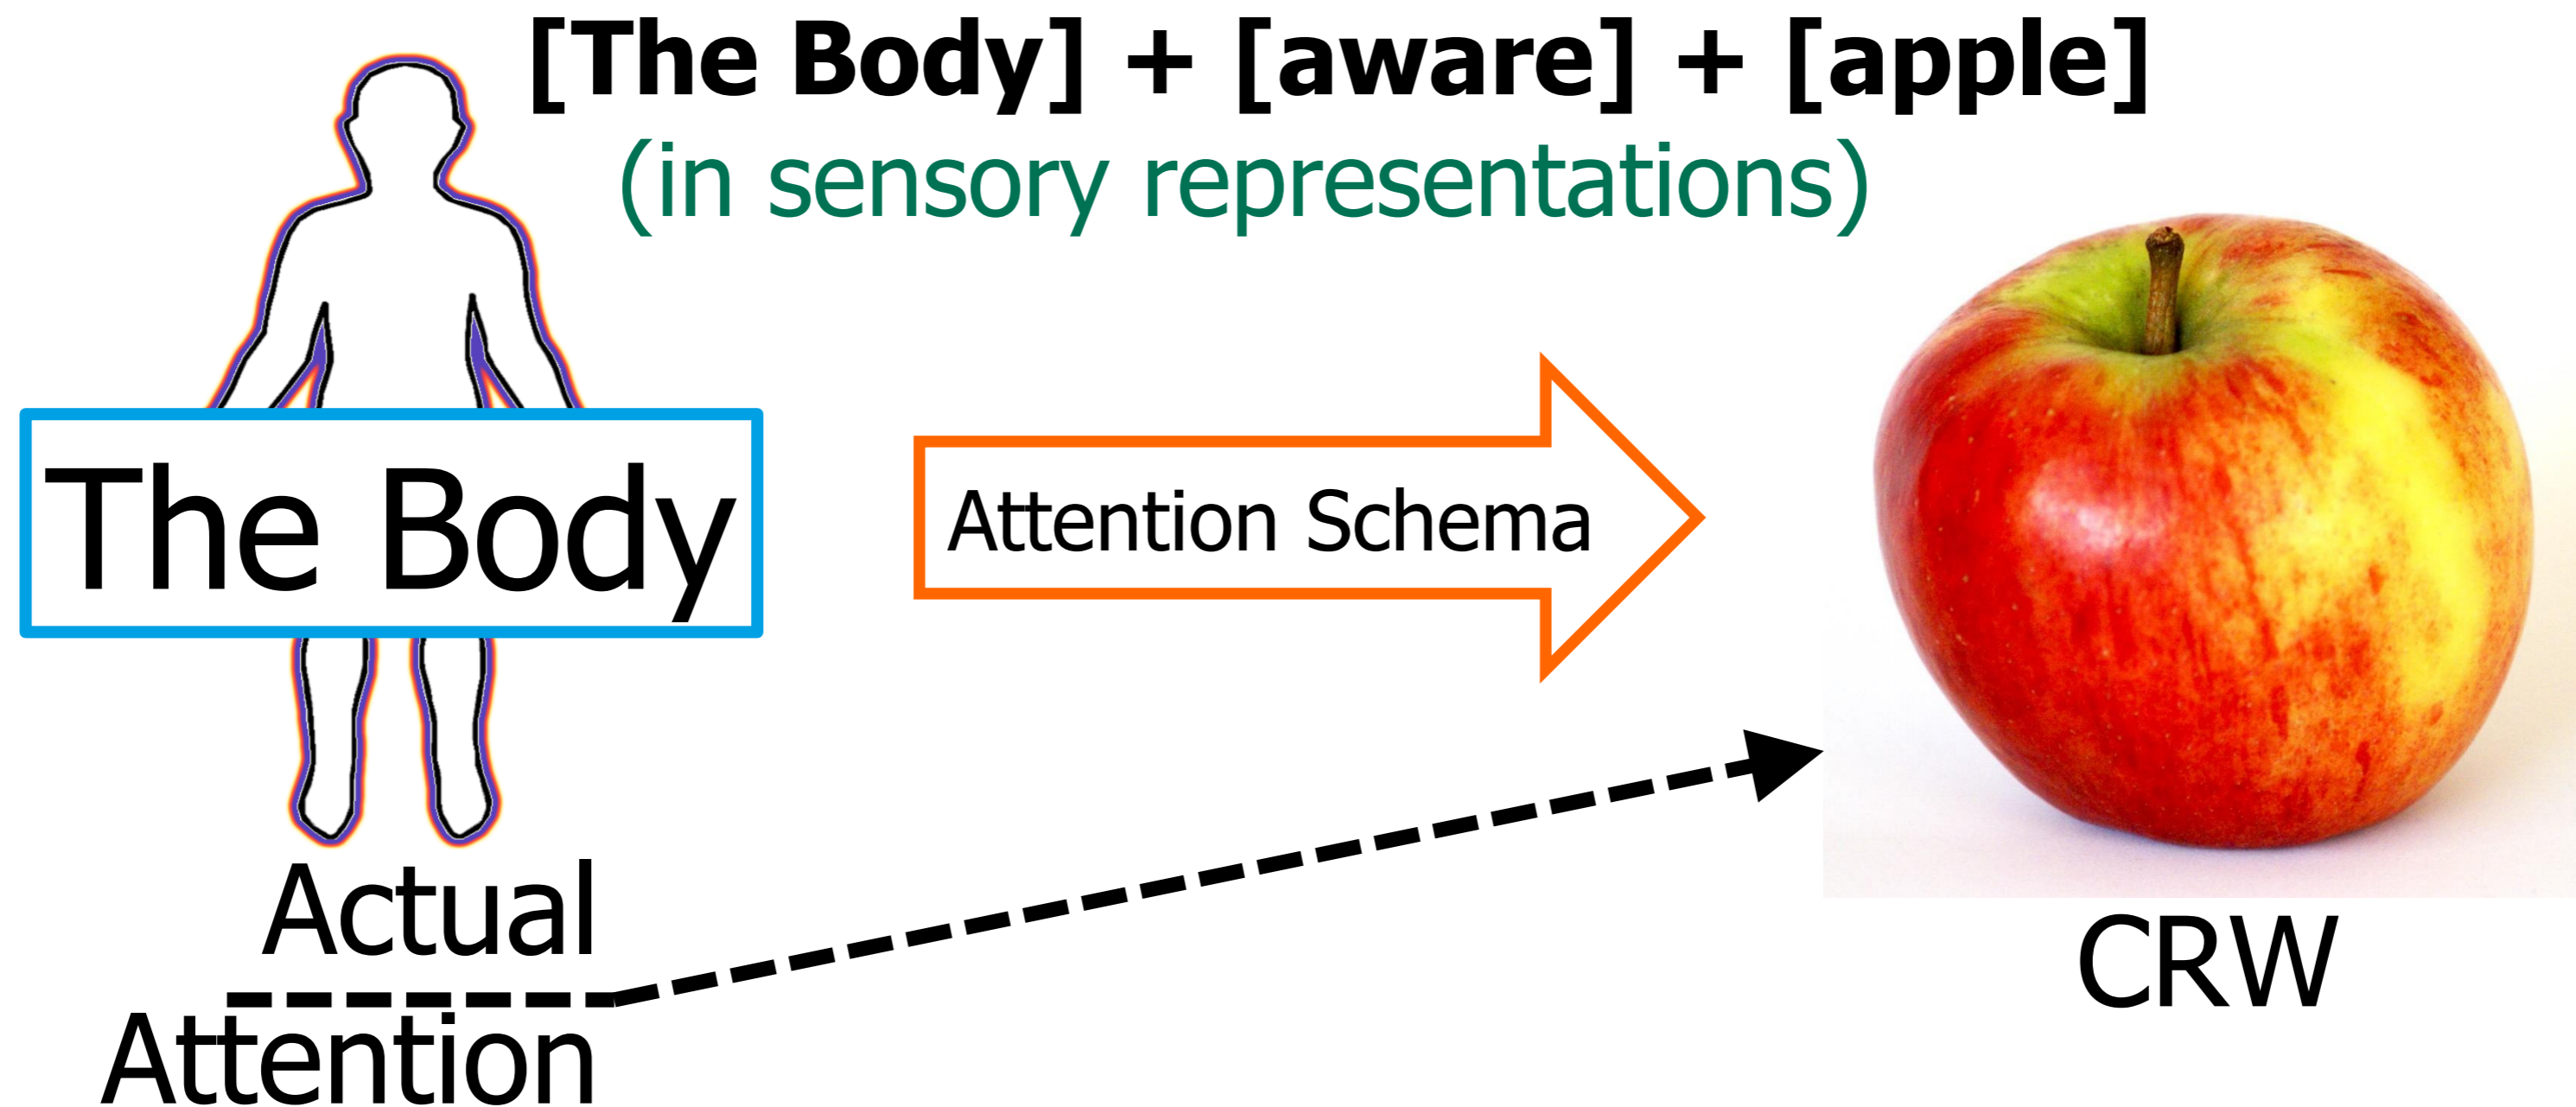 [The Body] + [aware] + [apple]
(in sensory representations)
The Body
Attention Schema
Actual
Attention
CRW